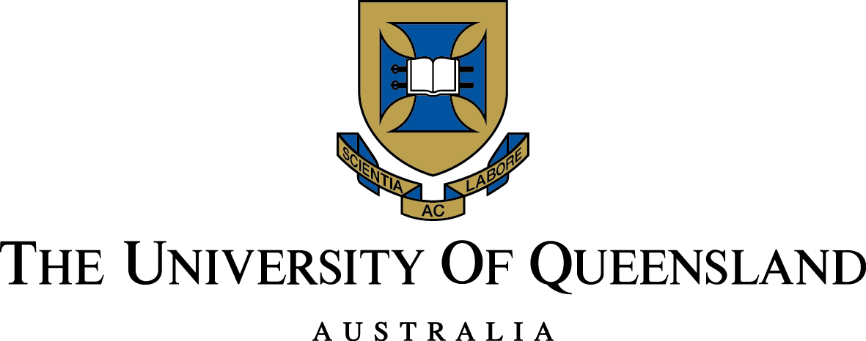 SCIENTIA AC LABORE
THE UNIVERSITY OF QUEENSLAND
AUSTRALIA